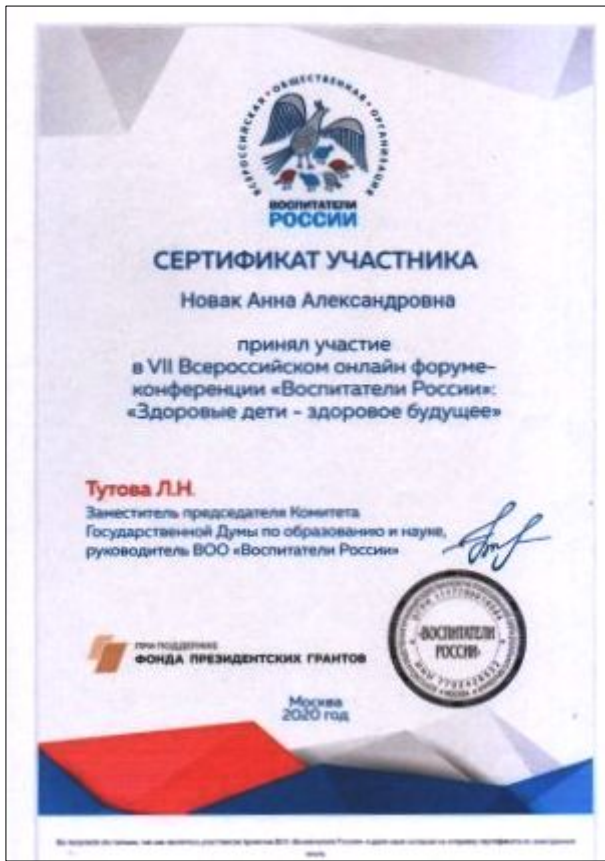 ВСЕРОССИЙСКАЯ • ОБЩЕСТВЕННАЯ • ОРГАНИЗАЦИЯ
ВОСПИТАТЕЛИ
РОССИИ
СЕРТИФИКАТ УЧАСТНИКА
Новак Анна Александровна
принял участие
в VII Всероссийском онлайн форуме-
конференции «Воспитатели России»:
«Здоровые дети - здоровое будущее»
Тутова Л.Н.
Заместитель председателя Комитета
Государственной Думы по образованию и науке,
руководитель ВОО «Воспитатели России»
ПРИ ПОДДЕРЖКЕ
ФОНДА ПРЕЗИДЕНТСКИХ ГРАНТОВ
«ВОСПИТАТЕЛИ
РОССИИ»
Москва
2020 год